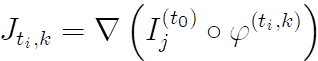 $J_{t_i,k} = \nabla \left( I_j^{(t_0)} \circ \varphi^{(t_i,k)} \right)$